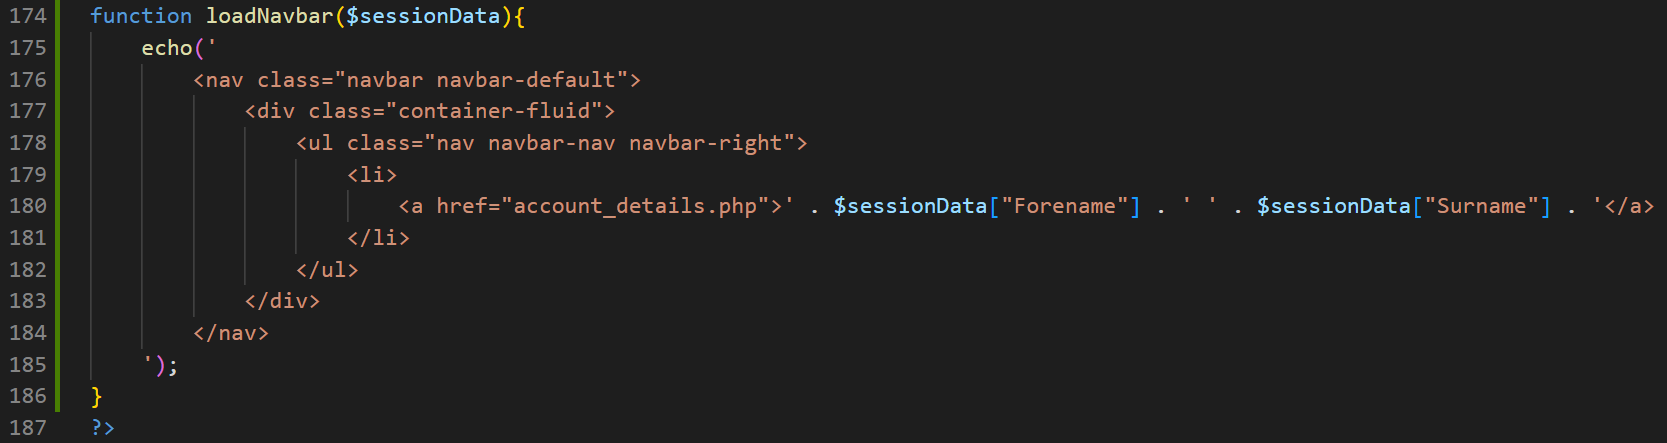 174 function loadNavbar($sessionData){
175     echo('
176         <nav class="navbar navbar-default">
177             <div class="container-fluid">
178                 <ul class="nav navbar-nav navbar-right">
179                     <li>
180                         <a href="account_details.php">' . $sessionData["Forename"] . ' ' . $sessionData["Surname"] . '</a>
181                     </li>
182                 </ul>
183             </div>
184         </nav>
185     ');
186 }
187 ?>